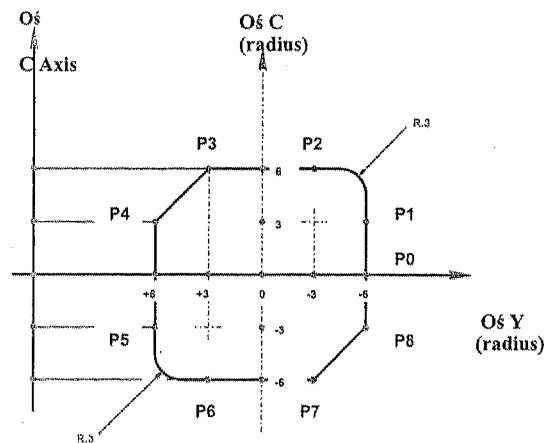 Oś
C Axis
Oś C
(radius)
P3
P2
R.3
6
P4
3
P1
P0
+6
+3
0
-3
-6
Oś Y
(radius)
P5
-3
P8
-6
P6
P7
R.3